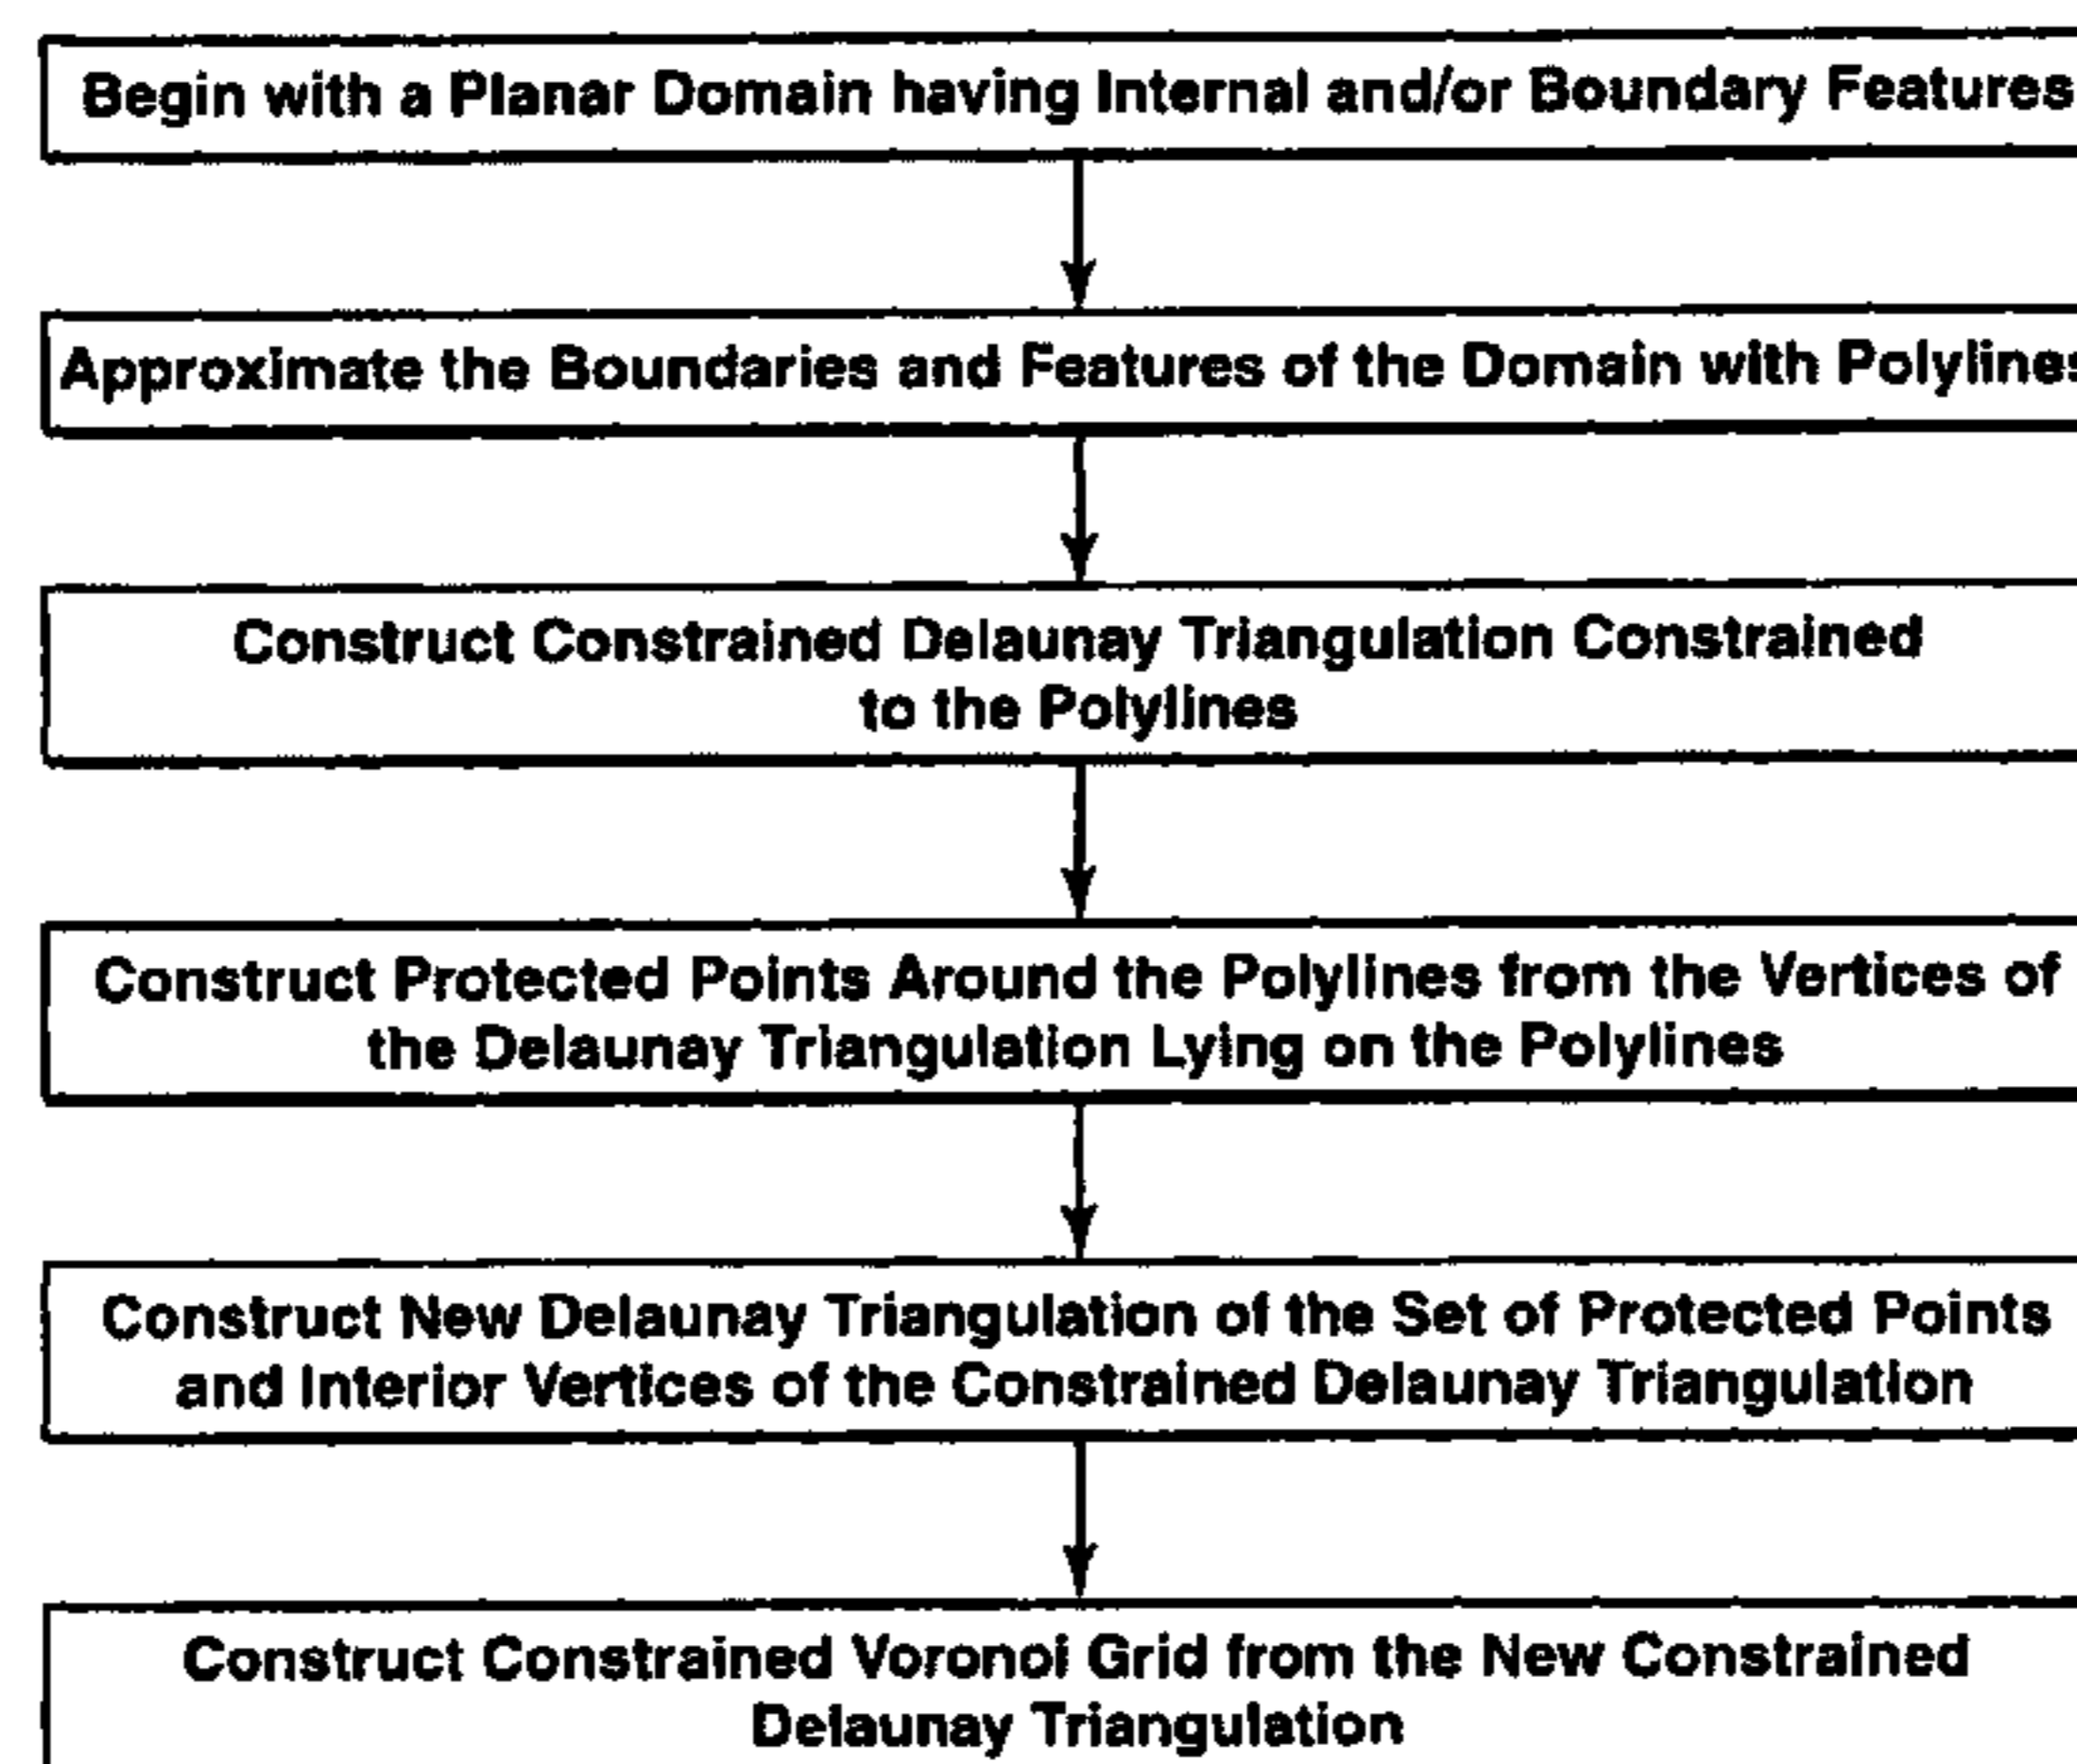 Begin with a Planar Domain having Internal and/or Boundary Features
Approximate the Boundaries and Features of the Domain with Polylines
Construct Constrained Delaunay Triangulation Constrained
to the Polylines
Construct Protected Points Around the Polylines from the Vertices of
the Delaunay Triangulation Lying on the Polylines
Construct New Delaunay Triangulation of the Set of Protected Points
and Interior Vertices of the Constrained Delaunay Triangulation
Construct Constrained Voronoi Grid from the New Constrained
Delaunay Triangulation